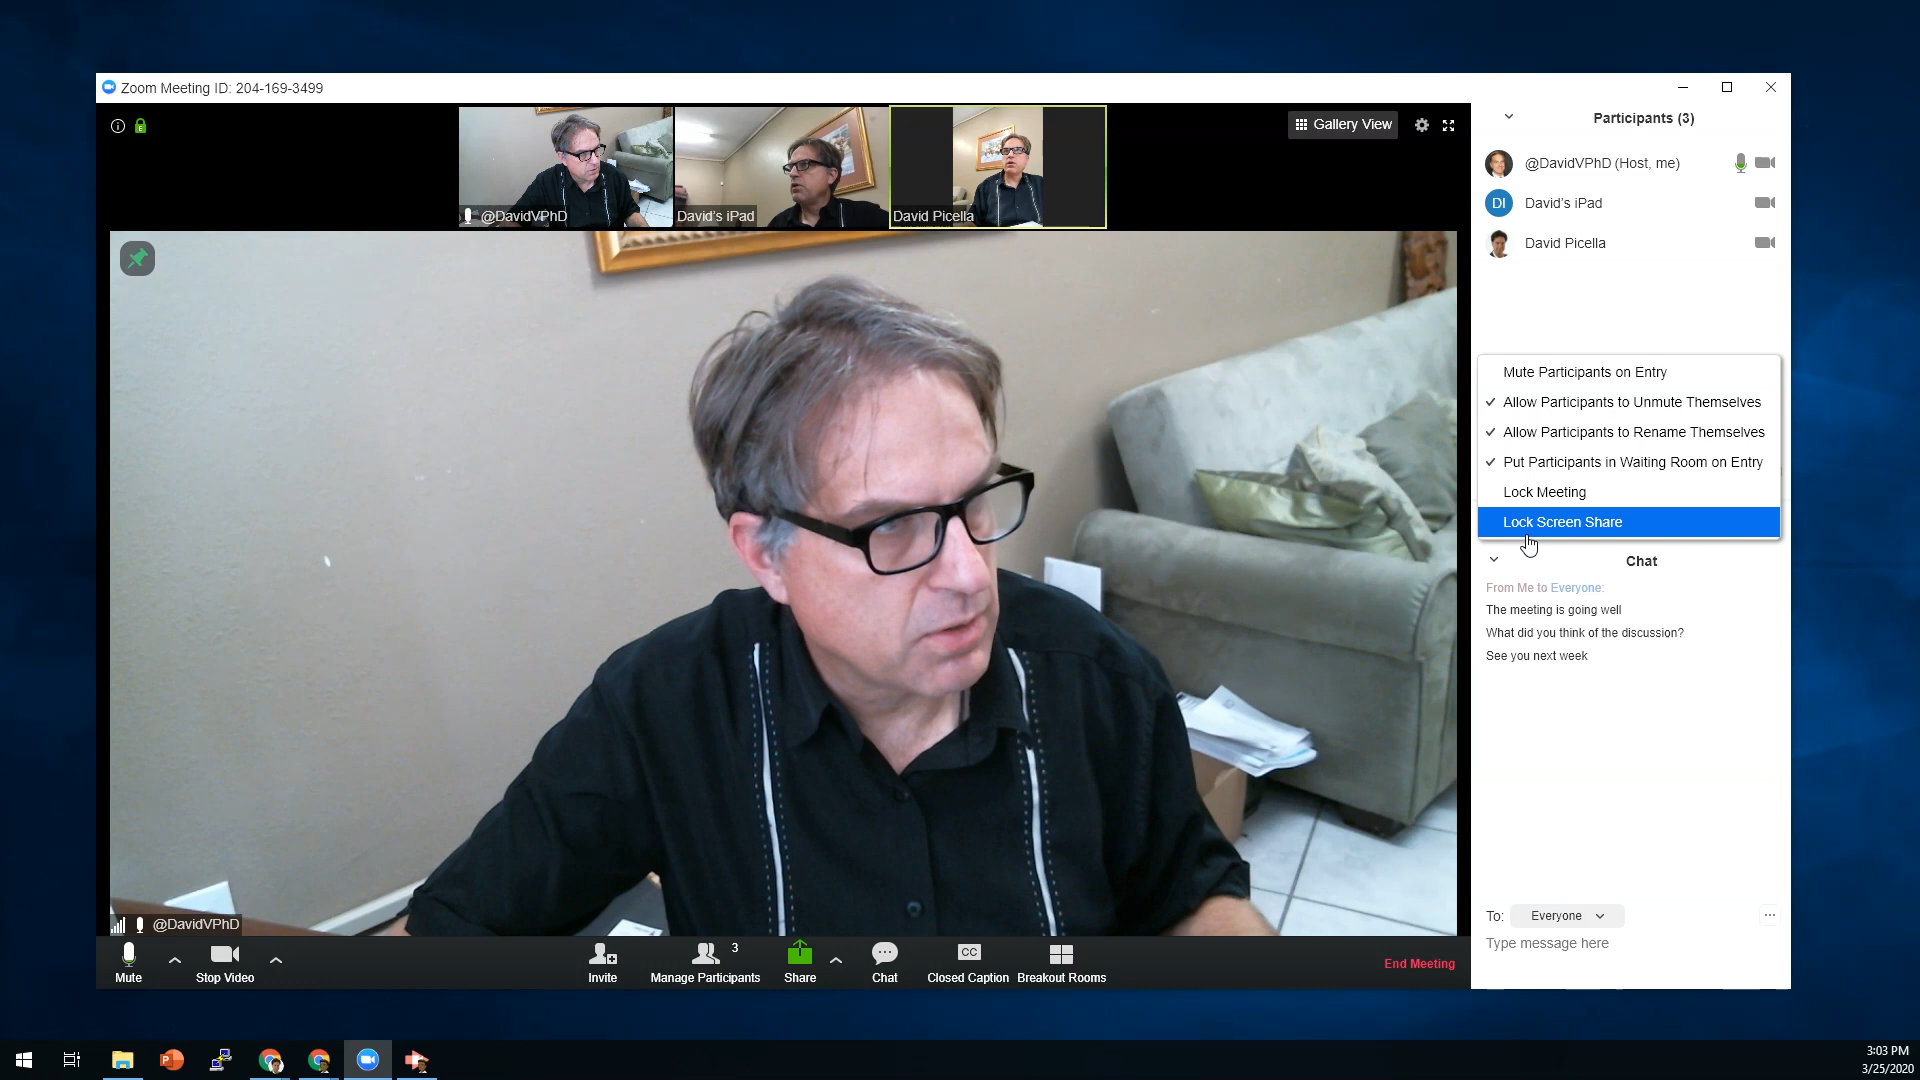 Zoom Meeting ID: 204-169-3499
Gallery View
@DavidVPhD
David's iPad
David Picella
Participants (3)
@DavidVPhD (Host, me)
DI
David's iPad
David Picella
Mute Participants on Entry
Allow Participants to Unmute Themselves
Allow Participants to Rename Themselves
Put Participants in Waiting Room on Entry
Lock Meeting
Lock Screen Share
Chat
From Me to Everyone:
The meeting is going well
What did you think of the discussion?
See you next week
To: Everyone
Type message here
@DavidVPhD
Mute
Stop Video
Invite
3
Manage Participants
Share
Chat
CC
Closed Caption
Breakout Rooms
End Meeting
3:03 PM
3/25/2020